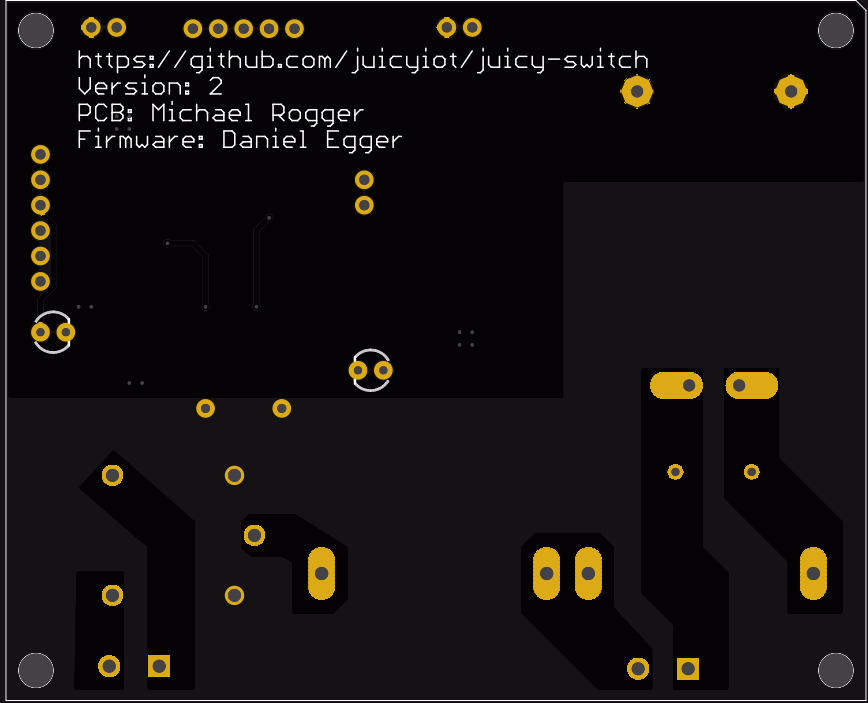 https://github.com/juicyiot/juicy-switch
Version: 2
PCB: Michael Rogger
Firmware: Daniel Egger